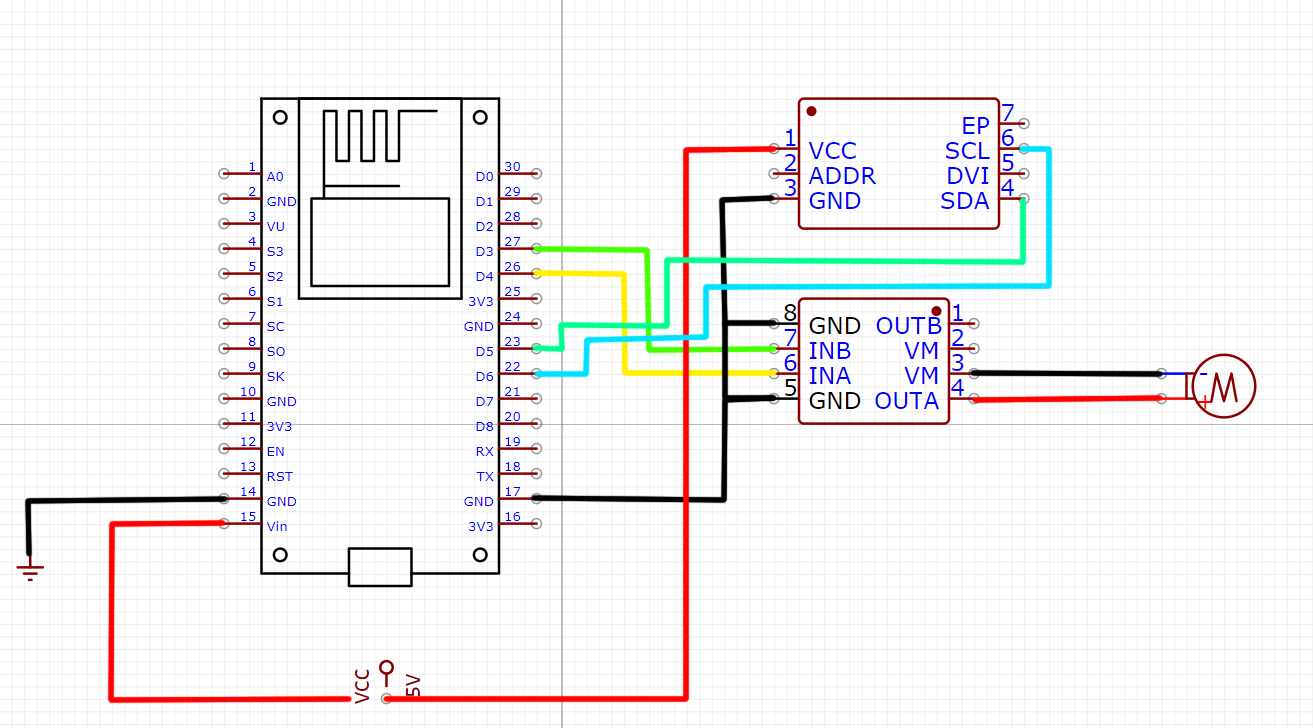 1 A0
2 GND
3 VU
4 S3
5 S2
6 S1
7 SC
8 SO
9 SK
10 GND
11 3V3
12 EN
13 RST
14 GND
15 Vin
30 D0
29 D1
28 D2
27 D3
26 D4
25 3V3
24 GND
23 D5
22 D6
21 D7
20 D8
19 RX
18 TX
17 GND
16 3V3
VCC
5V
1 VCC
2 ADDR
3 GND
EP 7
SCL 6
DVI 5
SDA 4
8 GND
7 INB
6 INA
5 GND
OUTB 1
VM 2
VM 3
OUTA 4
-
M
+